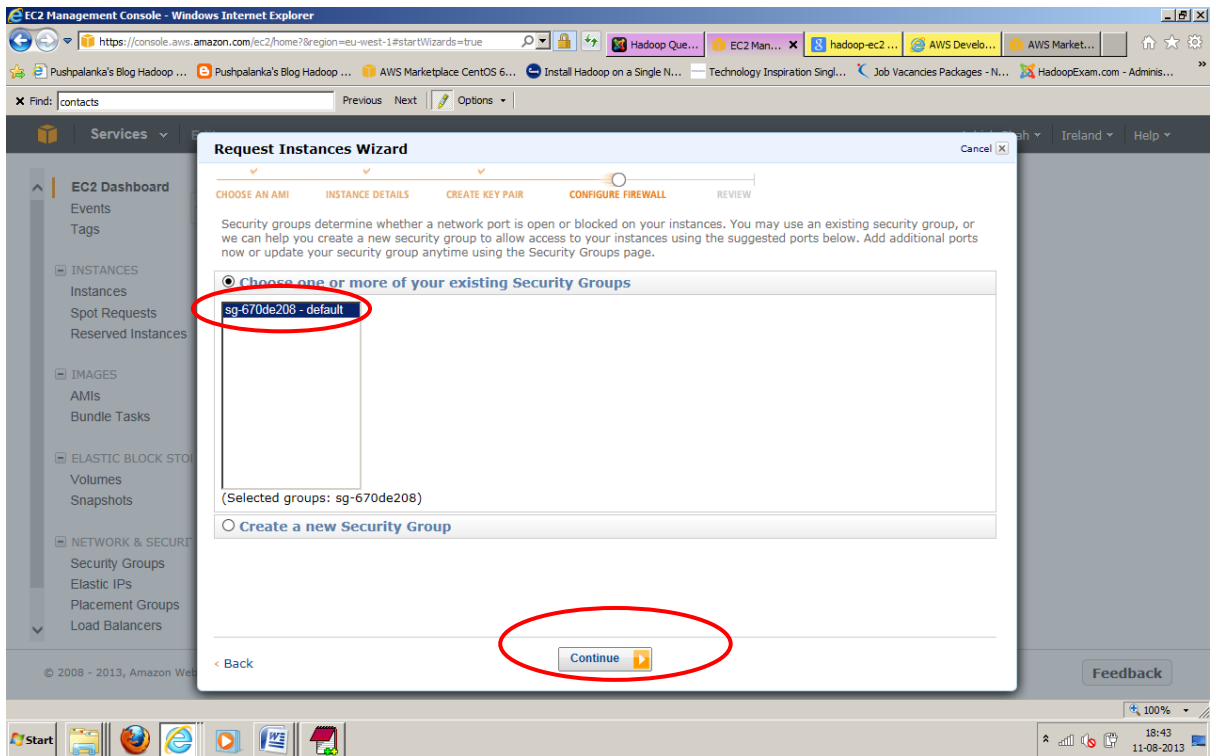 EC2 Management Console - Windows Internet Explorer
https://console.aws.amazon.com/ec2/home?&region=eu-west-1#startWizards=true
Hadoop Que...
EC2 Man...
hadoop-ec2 ...
AWS Develo...
AWS Market...
Pushpalanka's Blog Hadoop ...
Pushpalanka's Blog Hadoop ...
AWS Marketplace CentOS 6...
Install Hadoop on a Single N...
Technology Inspiration Singl...
Job Vacancies Packages - N...
HadoopExam.com - Adminis...
Find: contacts
Previous Next
Options
Services
Ireland
Help
Request Instances Wizard
Cancel
CHOOSE AN AMI
INSTANCE DETAILS
CREATE KEY PAIR
CONFIGURE FIREWALL
REVIEW
Security groups determine whether a network port is open or blocked on your instances. You may use an existing security group, or
we can help you create a new security group to allow access to your instances using the suggested ports below. Add additional ports
now or update your security group anytime using the Security Groups page.
Choose one or more of your existing Security Groups
sg-670de208 - default
(Selected groups: sg-670de208)
Create a new Security Group
< Back
Continue
EC2 Dashboard
Events
Tags
INSTANCES
Instances
Spot Requests
Reserved Instances
IMAGES
AMIs
Bundle Tasks
ELASTIC BLOCK STO
Volumes
Snapshots
NETWORK & SECURI
Security Groups
Elastic IPs
Placement Groups
Load Balancers
© 2008 - 2013, Amazon Web
Feedback
100%
Start
18:43
11-08-2013